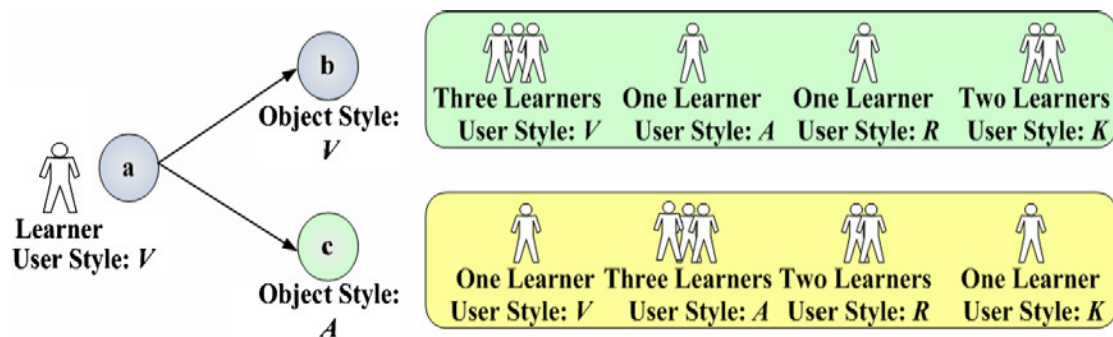 a
Learner
User Style: V
b
Object Style:
V
c
Object Style:
A
Three Learners One Learner One Learner Two Learners
User Style: V User Style: A User Style: R User Style: K
One Learner Three Learners Two Learners One Learner
User Style: V User Style: A User Style: R User Style: K